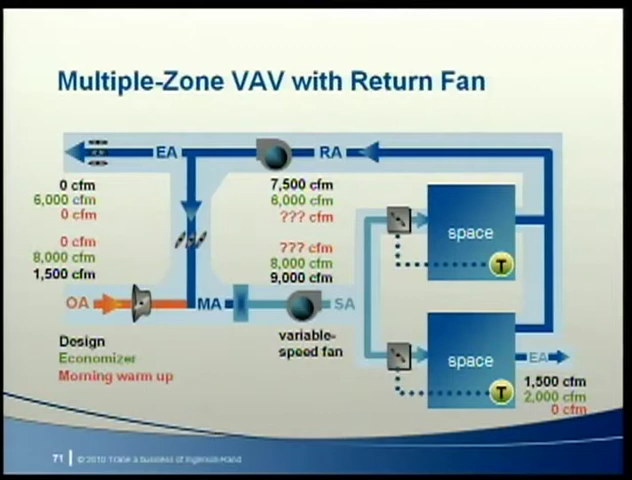 Multiple-Zone VAV with Return Fan
EA
RA
0 cfm
6,000 cfm
0 cfm
7,500 cfm
6,000 cfm
??? cfm
0 cfm
8,000 cfm
1,500 cfm
??? cfm
8,000 cfm
9,000 cfm
space
T
OA
MA
SA
Design
Economizer
Morning warm up
variable-
speed fan
space
T
EA
1,500 cfm
2,000 cfm
0 cfm
71
© 2010 Trane a business of Ingersoll-Rand